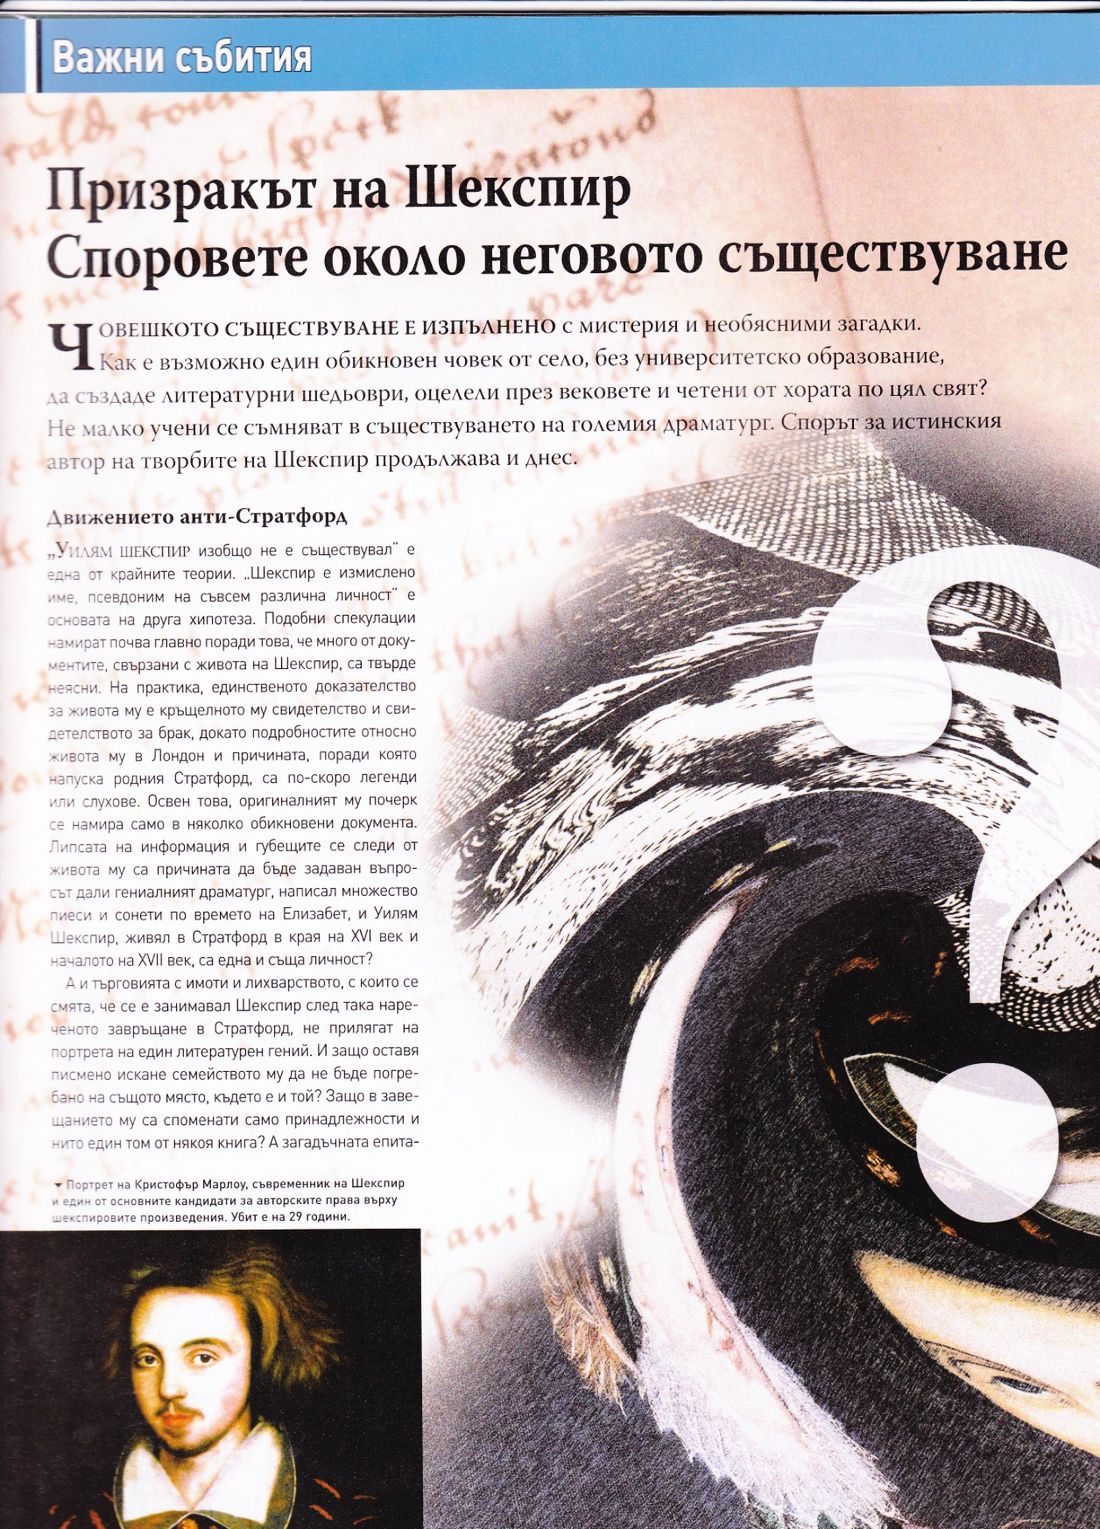 Важни събития
Призракът на Шекспир
Споровете около неговото съществуване
Човешкото съществуване е изпълнено с мистерия и необясними загадки.
Как е възможно един обикновен човек от село, без университетско образование,
да създаде литературни шедьоври, оцелели през вековете и четени от хората по цял свят?
Не малко учени се съмняват в съществуването на големия драматург. Спорът за истинския
автор на творбите на Шекспир продължава и днес.
Движението анти-Стратфорд
„Уилям Шекспир изобщо не е съществувал" е
една от крайните теории. „Шекспир е измислено
име, псевдоним на съвсем различна личност" е
основата на друга хипотеза. Подобни спекулации
намират почва главно поради това, че много от доку-
ментите, свързани с живота на Шекспир, са твърде
неясни. На практика, единственото доказателство
за живота му е кръщелното му свидетелство и сви-
детелството за брак, докато подробностите относно
живота му в Лондон и причината, поради която
напуска родния Стратфорд, са по-скоро легенди
или слухове. Освен това, оригиналният му почерк
се намира само в няколко обикновени документа.
Липсата на информация и губещите се следи от
живота му са причината да бъде задаван въпро-
сът дали гениалният драматург, написал множество
пиеси и сонети по времето на Елизабет, и Уилям
Шекспир, живял в Стратфорд в края на XVI век и
началото на XVII век, са една и съща личност?
А и търговията с имоти и лихварството, с които се
смята, че се е занимавал Шекспир след така наре-
ченото завръщане в Стратфорд, не прилягат на
портрета на един литературен гений. И защо оставя
писмено искане семейството му да не бъде погре-
бано на същото място, където е и той? Защо в заве-
щанието му са споменати само принадлежности и
нито един том от някоя книга? А загадъчната епита-
Портрет на Кристофър Марлоу, съвременник на Шекспир
и един от основните кандидати за авторските права върху
шекспировите произведения. Убит е на 29 години.